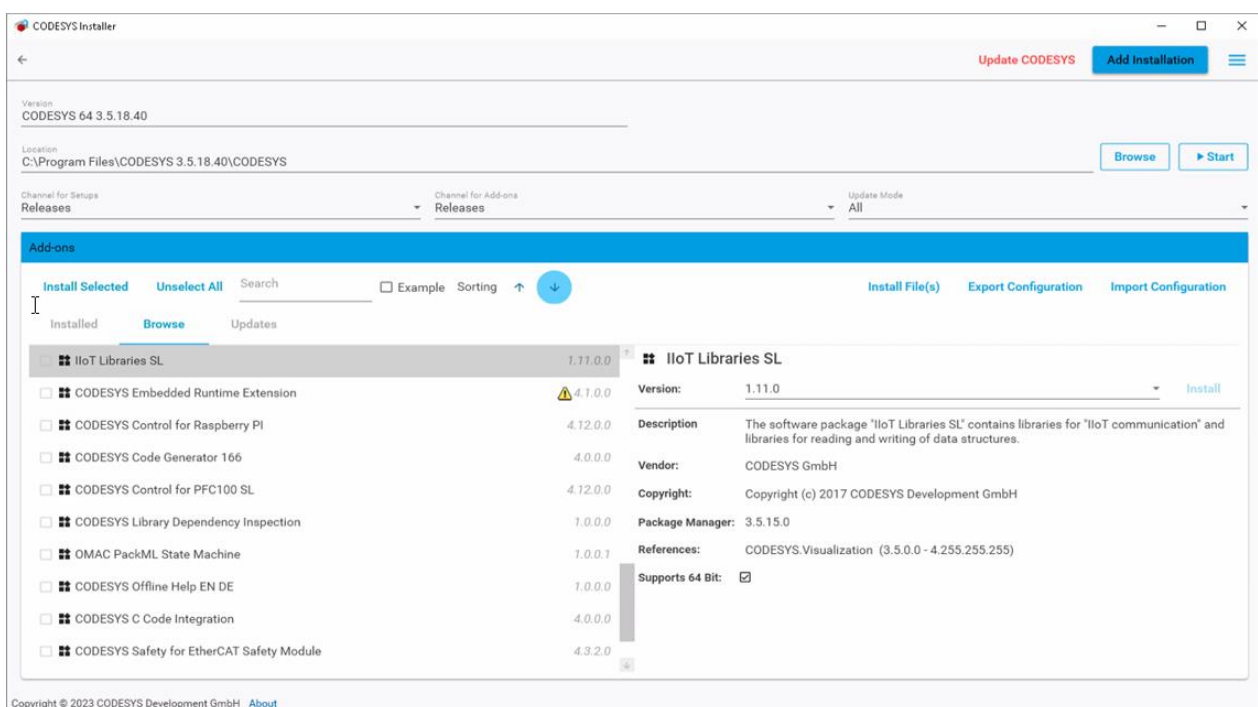 CODESYS Installer
Update CODESYS Add Installation
Version
CODESYS 64 3.5.18.40
Location
C:\Program Files\CODESYS 3.5.18.40\CODESYS
Browse Start
Channel for Setups Channel for Add-ons Update Mode
Releases Releases All
Add-ons
Install Selected Unselect All Search Example Sorting Install File(s) Export Configuration Import Configuration
Installed Browse Updates
IIoT Libraries SL 1.11.0.0
CODESYS Embedded Runtime Extension 4.1.0.0
CODESYS Control for Raspberry PI 4.12.0.0
CODESYS Code Generator 166 4.0.0.0
CODESYS Control for PFC100 SL 4.12.0.0
CODESYS Library Dependency Inspection 1.0.0.0
OMAC PackML State Machine 1.0.0.1
CODESYS Offline Help EN DE 1.0.0.0
CODESYS C Code Integration 4.0.0.0
CODESYS Safety for EtherCAT Safety Module 4.3.2.0
IIoT Libraries SL
Version: 1.11.0 Install
Description The software package "IIoT Libraries SL" contains libraries for "IIoT communication" and
libraries for reading and writing of data structures.
Vendor: CODESYS GmbH
Copyright: Copyright (c) 2017 CODESYS Development GmbH
Package Manager: 3.5.15.0
References: CODESYS.Visualization (3.5.0.0 - 4.255.255.255)
Supports 64 Bit:
Copyright © 2023 CODESYS Development GmbH About